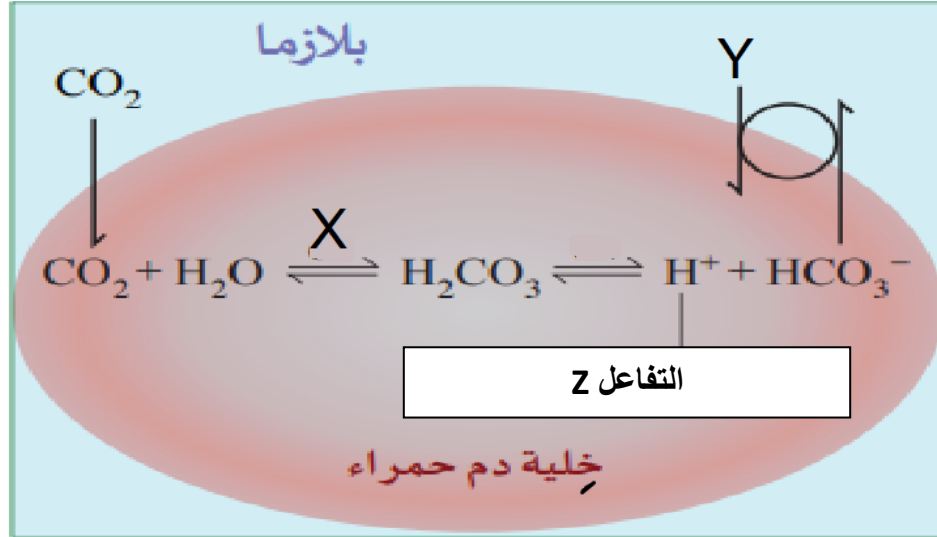 بلازما
CO₂
Y
X
CO₂ + H₂O ⇌ H₂CO₃ ⇌ H⁺ + HCO₃⁻
التفاعل Z
خلية دم حمراء